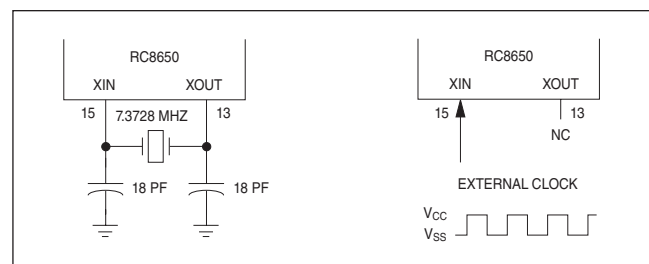 RC8650
XIN XOUT
15 13
7.3728 MHZ
18 PF 18 PF
RC8650
XIN XOUT
15 13
NC
EXTERNAL CLOCK
VCC
VSS